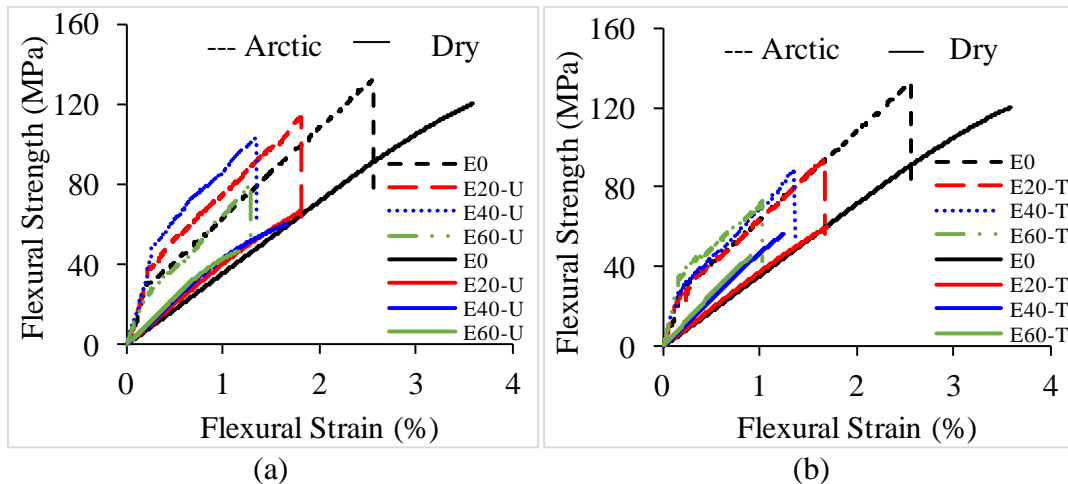 Flexural Strength (MPa)
160
120
80
40
0
--- Arctic — Dry
E0
E20-U
E40-U
E60-U
E0
E20-U
E40-U
E60-U
0 1 2 3 4
Flexural Strain (%)
(a)
Flexural Strength (MPa)
160
120
80
40
0
--- Arctic — Dry
E0
E20-T
E40-T
E60-T
E0
E20-T
E40-T
E60-T
0 1 2 3 4
Flexural Strain (%)
(b)